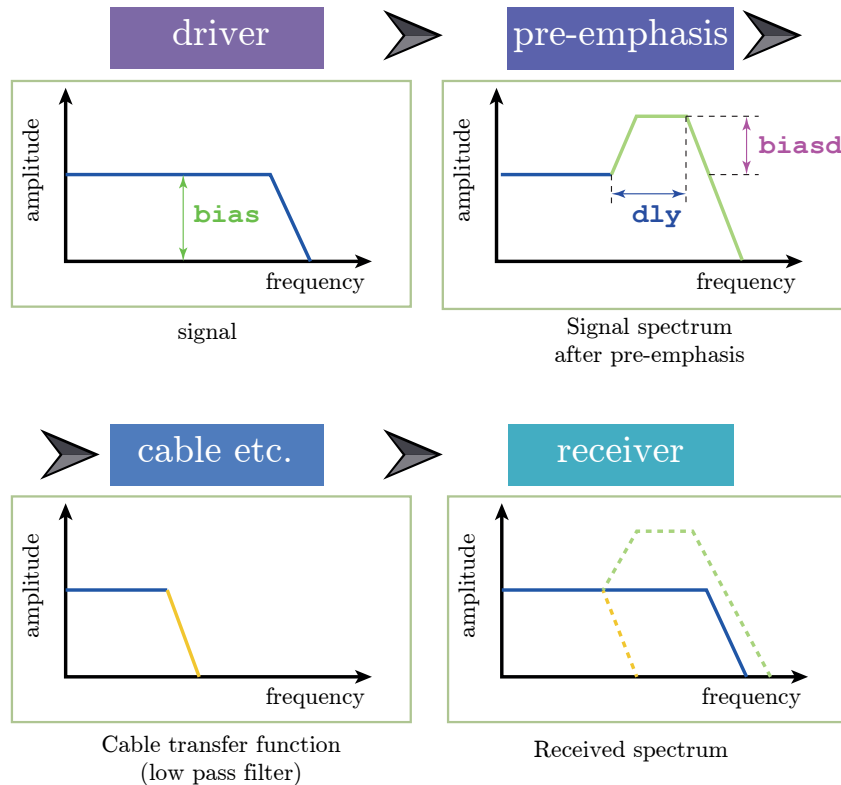 driver
pre-emphasis
amplitude
bias
frequency
signal
amplitude
biasd
dly
frequency
Signal spectrum
after pre-emphasis
cable etc.
receiver
amplitude
frequency
Cable transfer function
(low pass filter)
amplitude
frequency
Received spectrum